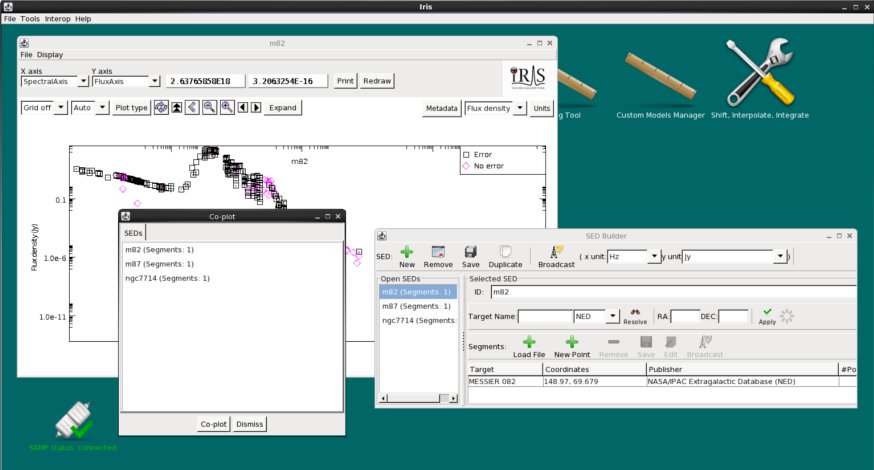 Iris
File Tools Interop Help
m82
File Display
X axis
SpectralAxis
Y axis
FluxAxis
2.63765858E18
3.2063254E-16
Print
Redraw
IRIS
Grid off
Auto
Plot type
Expand
Metadata
Flux density
Units
m82
Error
No error
Flux density (Jy)
0.1
1.0e-6
1.0e-11
g Tool
Custom Models Manager
Shift, Interpolate, Integrate
Co-plot
SEDs
m82 (Segments: 1)
m87 (Segments: 1)
ngc7714 (Segments: 1)
Co-plot
Dismiss
SED Builder
SED:
New
Remove
Save
Duplicate
Broadcast
( x unit: Hz
y unit: Jy
)
Open SEDs
m82 (Segments: 1)
m87 (Segments: 1)
ngc7714 (Segments:
Selected SED
ID: m82
Target Name:
NED
Resolve
RA:
DEC:
Apply
Segments:
Load File
New Point
Remove
Save
Edit
Broadcast
Target Coordinates Publisher #Po
MESSIER 082 148.97, 69.679 NASA/IPAC Extragalactic Database (NED)
SAMP status: connected